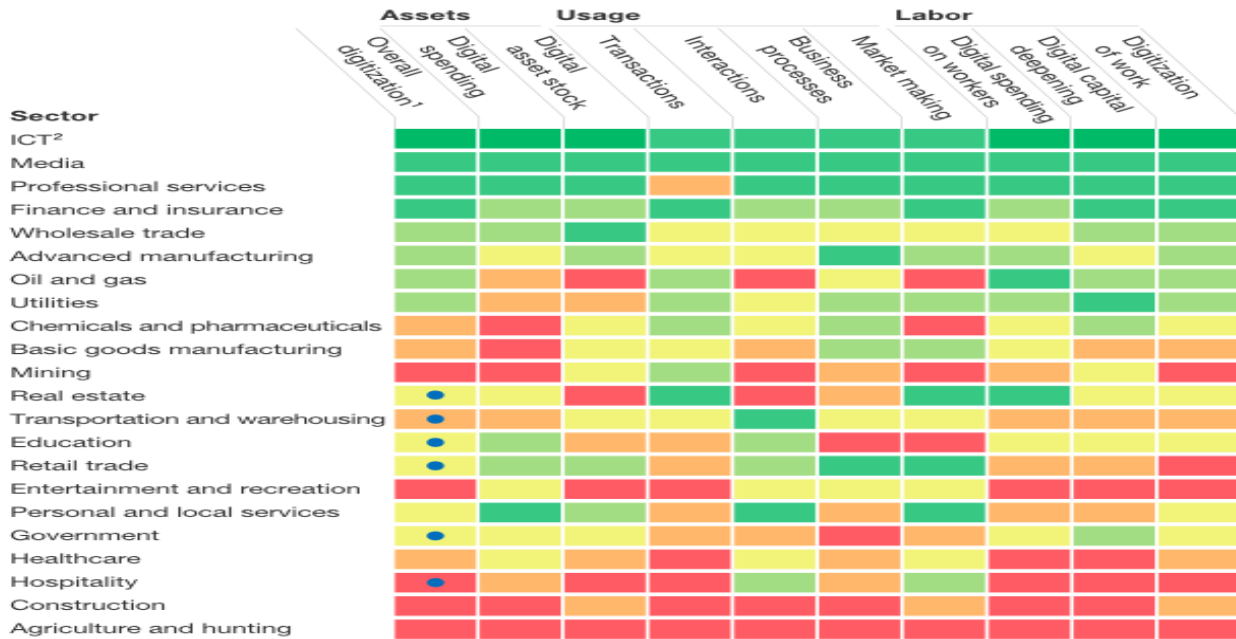 Assets Usage Labor
Overall
digitization¹
Digital
spending
Digital
asset stock
Transactions
Interactions
Business
processes
Market making
Digital spending
on workers
Digital capital
deepening
Digitization
of work
Sector
ICT²
Media
Professional services
Finance and insurance
Wholesale trade
Advanced manufacturing
Oil and gas
Utilities
Chemicals and pharmaceuticals
Basic goods manufacturing
Mining
Real estate
Transportation and warehousing
Education
Retail trade
Entertainment and recreation
Personal and local services
Government
Healthcare
Hospitality
Construction
Agriculture and hunting